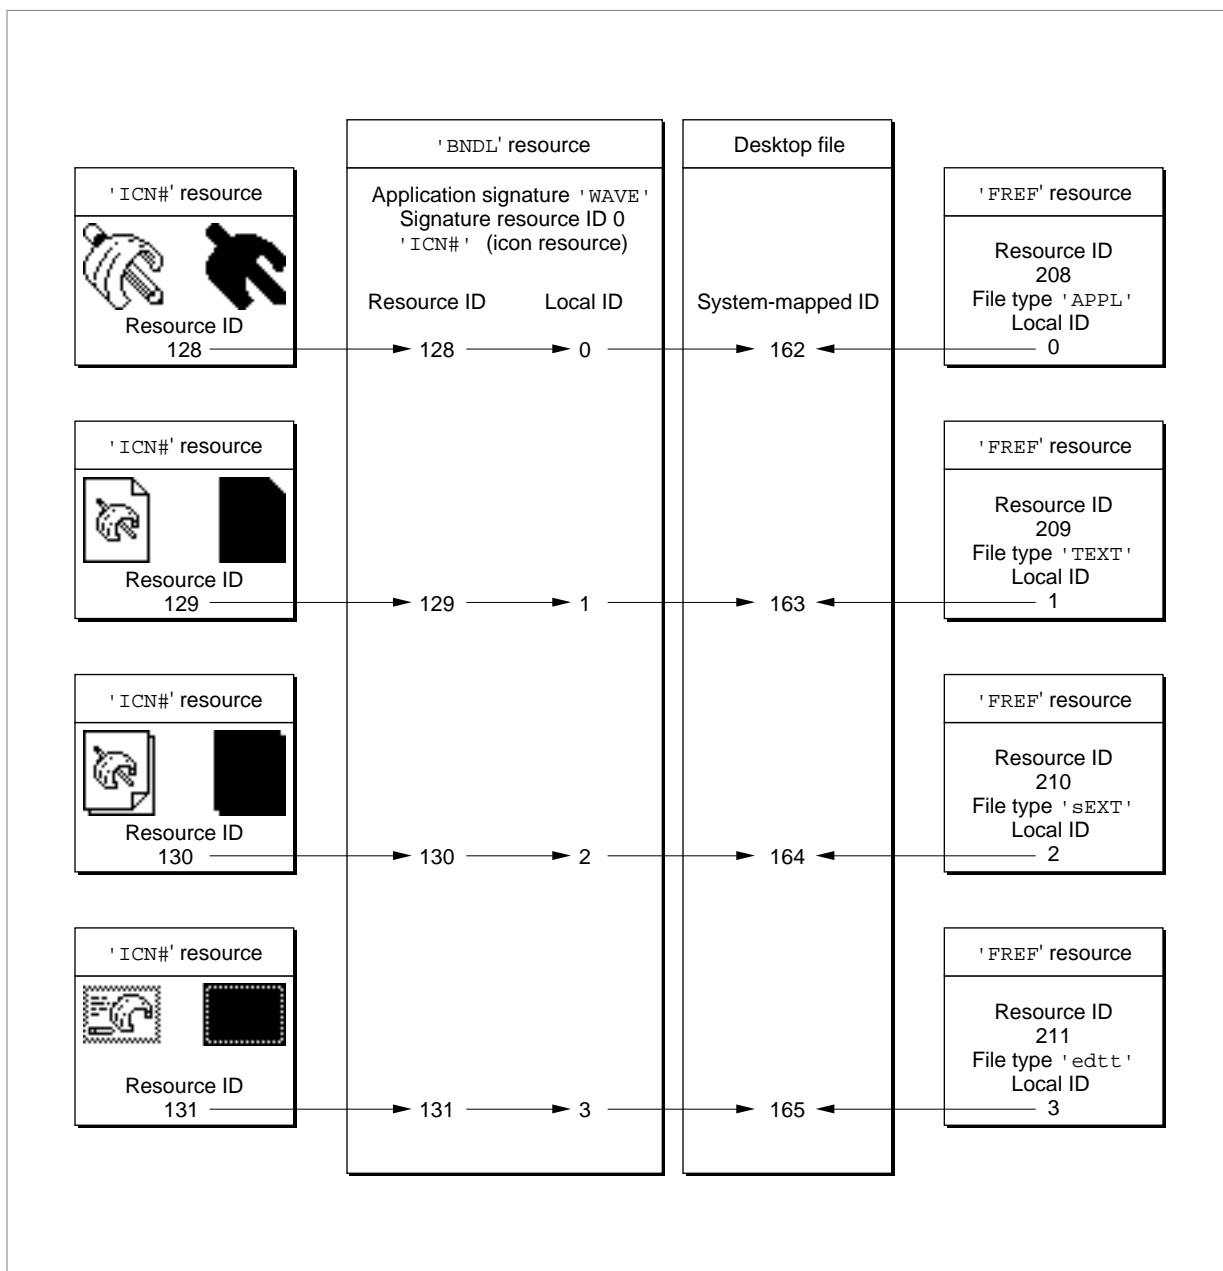 'BNDL' resource
Desktop file
'ICN#' resource
Application signature 'WAVE'
Signature resource ID 0
'ICN#' (icon resource)
'FREF' resource
Resource ID
208
File type 'APPL'
Local ID
0
Resource ID
Local ID
System-mapped ID
Resource ID
128
128
0
162
'ICN#' resource
Resource ID
129
129
1
163
'FREF' resource
Resource ID
209
File type 'TEXT'
Local ID
1
'ICN#' resource
Resource ID
130
130
2
164
'FREF' resource
Resource ID
210
File type 'sEXT'
Local ID
2
'ICN#' resource
Resource ID
131
131
3
165
'FREF' resource
Resource ID
211
File type 'edtt'
Local ID
3